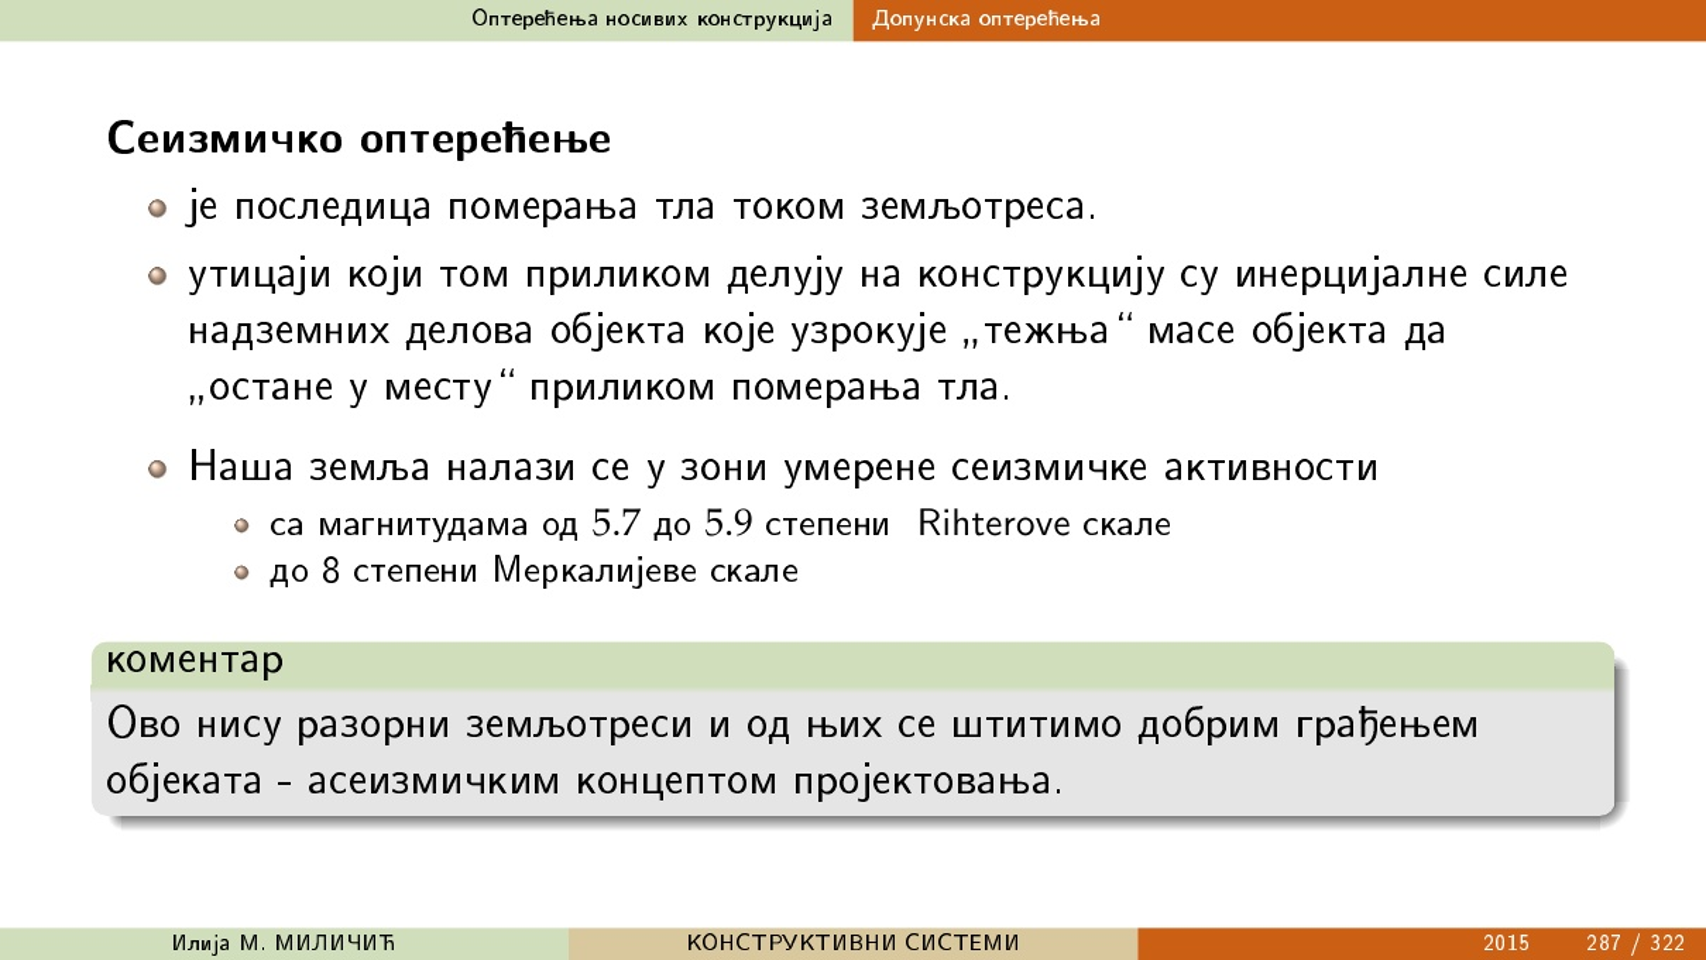 Оптерећења носивих конструкција
Допунска оптерећења
Сеизмичко оптерећење
је последица померања тла током земљотреса.
утицаји који том приликом делују на конструкцију су инерцијалне силе
надземних делова објекта које узрокује „тежња“ масе објекта да
„остане у месту“ приликом померања тла.
Наша земља налази се у зони умерене сеизмичке активности
са магнитудама од 5.7 до 5.9 степени Rihterove скале
до 8 степени Меркалијеве скале
коментар
Ово нису разорни земљотреси и од њих се штитимо добрим грађењем
објеката - асеизмичким концептом пројектовања.
Илија М. МИЛИЧИЋ
КОНСТРУКТИВНИ СИСТЕМИ
2015
287 / 322